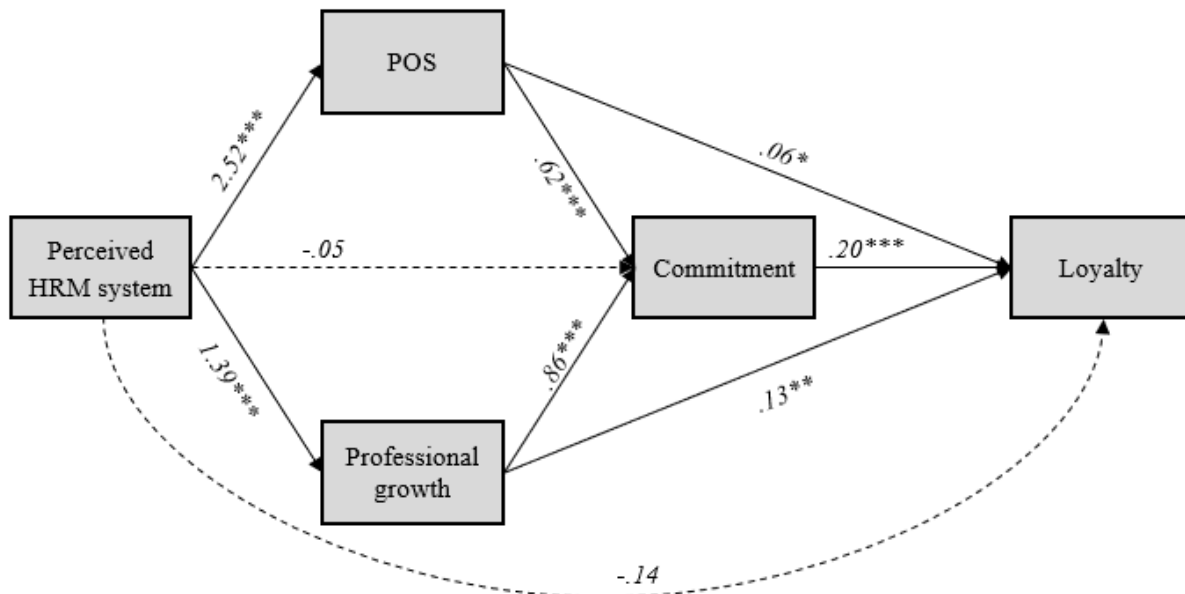 POS
2.52***
.62***
.06*
Perceived
HRM system
-.05
Commitment
.20***
Loyalty
1.39***
.86***
.13**
Professional
growth
-.14